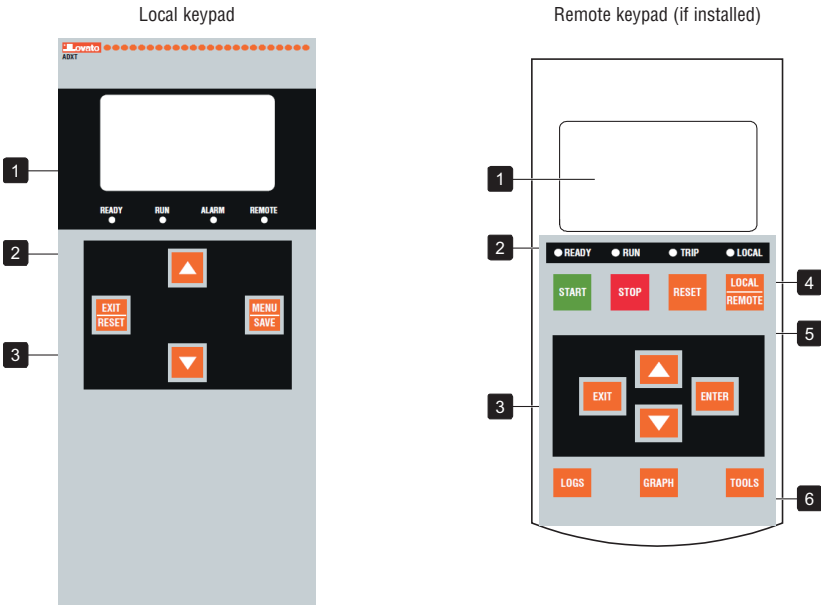 Local keypad
Remote keypad (if installed)
Lovato
ADXT
1
READY RUN ALARM REMOTE
2
EXIT RESET
MENU SAVE
3
1
2
READY RUN TRIP LOCAL
START STOP RESET LOCAL REMOTE
4
5
3
EXIT ENTER
LOGS GRAPH TOOLS
6